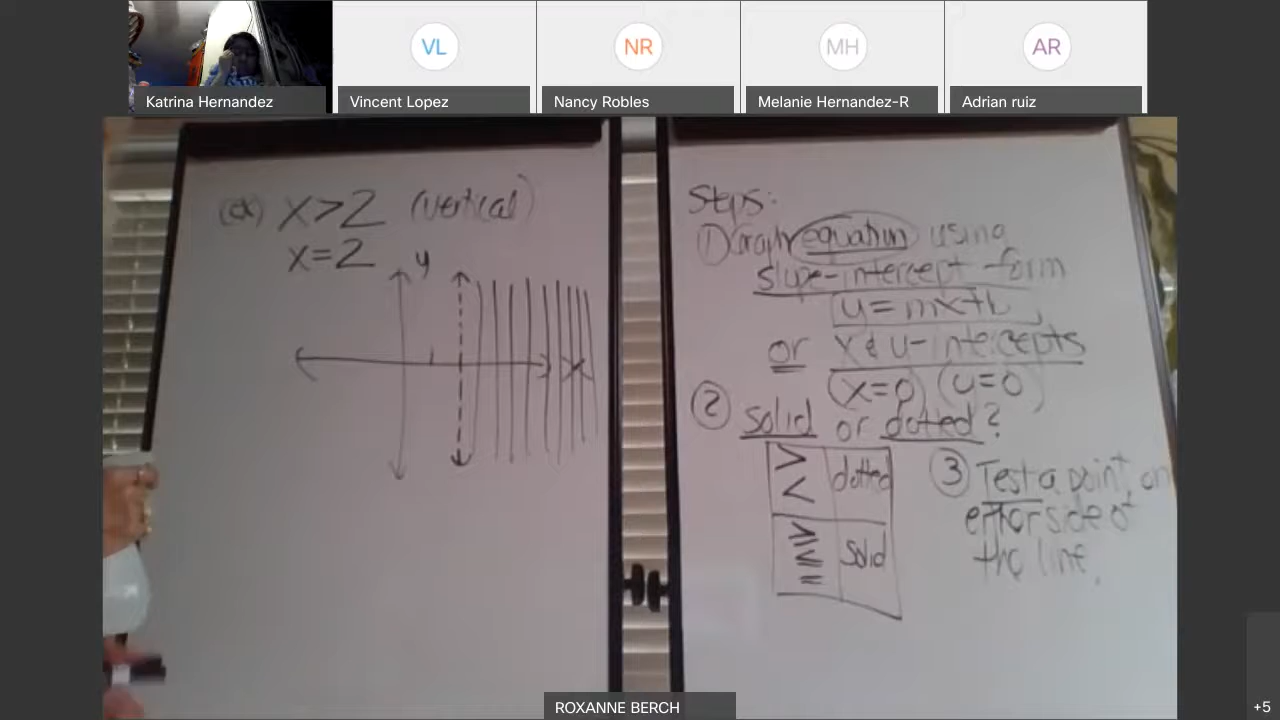 VL
NR
MH
AR
Katrina Hernandez
Vincent Lopez
Nancy Robles
Melanie Hernandez-R
Adrian ruiz
(ex) x>2 (vertical)
x=2
y
x
Steps:
① Graph equation using
slope-intercept form
y=mx+b
or x & y-intercepts
(x=0) (y=0)
② Solid or dotted?
> < dotted
≥ ≤ = Solid
③ Test a point on
either side of
the line.
ROXANNE BERCH
+5